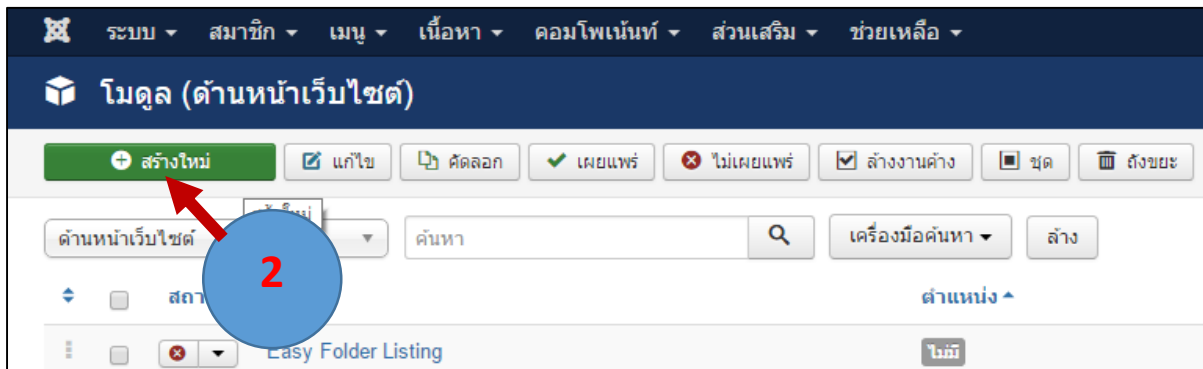 ระบบ สมาชิก เมนู เนื้อหา คอมโพเน้นท์ ส่วนเสริม ช่วยเหลือ
โมดูล (ด้านหน้าเว็บไซต์)
สร้างใหม่ แก้ไข คัดลอก เผยแพร่ ไม่เผยแพร่ ล้างงานค้าง ชุด ถังขยะ
ด้านหน้าเว็บไซต์ ค้นหา เครื่องมือค้นหา ล้าง
2
ตำแหน่ง
Easy Folder Listing ไม่มี